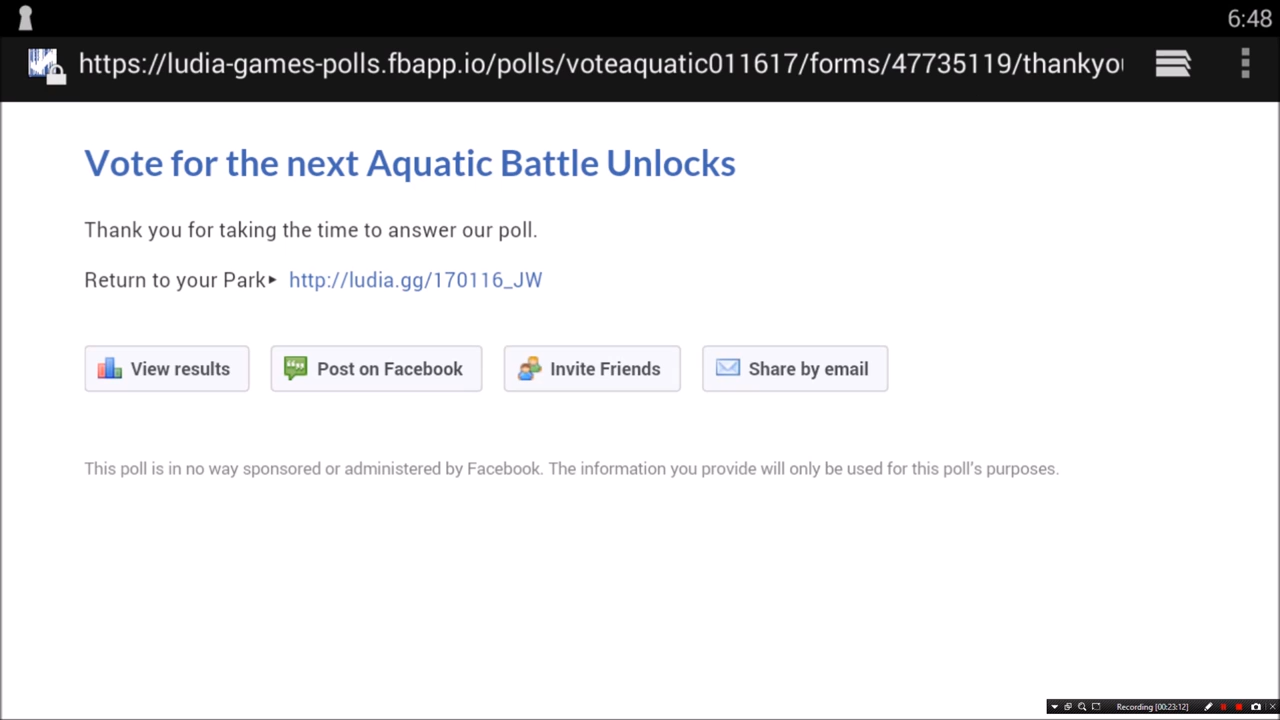 6:48
https://ludia-games-polls.fbapp.io/polls/voteaquatic011617/forms/47735119/thankyou
Vote for the next Aquatic Battle Unlocks
Thank you for taking the time to answer our poll.
Return to your Park▸ http://ludia.gg/170116_JW
View results Post on Facebook Invite Friends Share by email
This poll is in no way sponsored or administered by Facebook. The information you provide will only be used for this poll's purposes.
Recording [00:23:12]